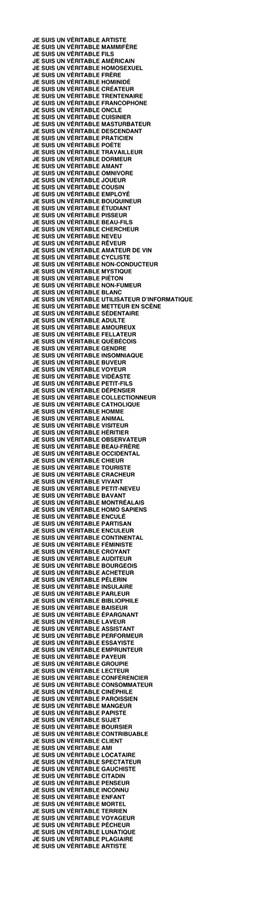 JE SUIS UN VÉRITABLE ARTISTE
JE SUIS UN VÉRITABLE MAMMIFÈRE
JE SUIS UN VÉRITABLE FILS
JE SUIS UN VÉRITABLE AMÉRICAIN
JE SUIS UN VÉRITABLE HOMOSEXUEL
JE SUIS UN VÉRITABLE FRÈRE
JE SUIS UN VÉRITABLE HOMINIDÉ
JE SUIS UN VÉRITABLE CRÉATEUR
JE SUIS UN VÉRITABLE TRENTENAIRE
JE SUIS UN VÉRITABLE FRANCOPHONE
JE SUIS UN VÉRITABLE ONCLE
JE SUIS UN VÉRITABLE CUISINIER
JE SUIS UN VÉRITABLE MASTURBATEUR
JE SUIS UN VÉRITABLE DESCENDANT
JE SUIS UN VÉRITABLE PRATICIEN
JE SUIS UN VÉRITABLE POÈTE
JE SUIS UN VÉRITABLE TRAVAILLEUR
JE SUIS UN VÉRITABLE DORMEUR
JE SUIS UN VÉRITABLE AMANT
JE SUIS UN VÉRITABLE OMNIVORE
JE SUIS UN VÉRITABLE JOUEUR
JE SUIS UN VÉRITABLE COUSIN
JE SUIS UN VÉRITABLE EMPLOYÉ
JE SUIS UN VÉRITABLE BOUQUINEUR
JE SUIS UN VÉRITABLE ÉTUDIANT
JE SUIS UN VÉRITABLE PISSEUR
JE SUIS UN VÉRITABLE BEAU-FILS
JE SUIS UN VÉRITABLE CHERCHEUR
JE SUIS UN VÉRITABLE NEVEU
JE SUIS UN VÉRITABLE RÊVEUR
JE SUIS UN VÉRITABLE AMATEUR DE VIN
JE SUIS UN VÉRITABLE CYCLISTE
JE SUIS UN VÉRITABLE NON-CONDUCTEUR
JE SUIS UN VÉRITABLE MYSTIQUE
JE SUIS UN VÉRITABLE PIÉTON
JE SUIS UN VÉRITABLE NON-FUMEUR
JE SUIS UN VÉRITABLE BLANC
JE SUIS UN VÉRITABLE UTILISATEUR D'INFORMATIQUE
JE SUIS UN VÉRITABLE METTEUR EN SCÈNE
JE SUIS UN VÉRITABLE SÉDENTAIRE
JE SUIS UN VÉRITABLE ADULTE
JE SUIS UN VÉRITABLE AMOUREUX
JE SUIS UN VÉRITABLE FELLATEUR
JE SUIS UN VÉRITABLE QUÉBÉCOIS
JE SUIS UN VÉRITABLE GENDRE
JE SUIS UN VÉRITABLE INSOMNIAQUE
JE SUIS UN VÉRITABLE BUVEUR
JE SUIS UN VÉRITABLE VOYEUR
JE SUIS UN VÉRITABLE VIDÉASTE
JE SUIS UN VÉRITABLE PETIT-FILS
JE SUIS UN VÉRITABLE DÉPENSIER
JE SUIS UN VÉRITABLE COLLECTIONNEUR
JE SUIS UN VÉRITABLE CATHOLIQUE
JE SUIS UN VÉRITABLE HOMME
JE SUIS UN VÉRITABLE ANIMAL
JE SUIS UN VÉRITABLE VISITEUR
JE SUIS UN VÉRITABLE HÉRITIER
JE SUIS UN VÉRITABLE OBSERVATEUR
JE SUIS UN VÉRITABLE BEAU-FRÈRE
JE SUIS UN VÉRITABLE OCCIDENTAL
JE SUIS UN VÉRITABLE CHIEUR
JE SUIS UN VÉRITABLE TOURISTE
JE SUIS UN VÉRITABLE CRACHEUR
JE SUIS UN VÉRITABLE VIVANT
JE SUIS UN VÉRITABLE PETIT-NEVEU
JE SUIS UN VÉRITABLE BAVANT
JE SUIS UN VÉRITABLE MONTRÉALAIS
JE SUIS UN VÉRITABLE HOMO SAPIENS
JE SUIS UN VÉRITABLE ENCULÉ
JE SUIS UN VÉRITABLE PARTISAN
JE SUIS UN VÉRITABLE ENCULEUR
JE SUIS UN VÉRITABLE CONTINENTAL
JE SUIS UN VÉRITABLE FÉMINISTE
JE SUIS UN VÉRITABLE CROYANT
JE SUIS UN VÉRITABLE AUDITEUR
JE SUIS UN VÉRITABLE BOURGEOIS
JE SUIS UN VÉRITABLE ACHETEUR
JE SUIS UN VÉRITABLE PÈLERIN
JE SUIS UN VÉRITABLE INSULAIRE
JE SUIS UN VÉRITABLE PARLEUR
JE SUIS UN VÉRITABLE BIBLIOPHILE
JE SUIS UN VÉRITABLE BAISEUR
JE SUIS UN VÉRITABLE ÉPARGNANT
JE SUIS UN VÉRITABLE LAVEUR
JE SUIS UN VÉRITABLE ASSISTANT
JE SUIS UN VÉRITABLE PERFORMEUR
JE SUIS UN VÉRITABLE ESSAYISTE
JE SUIS UN VÉRITABLE EMPRUNTEUR
JE SUIS UN VÉRITABLE PAYEUR
JE SUIS UN VÉRITABLE GROUPIE
JE SUIS UN VÉRITABLE LECTEUR
JE SUIS UN VÉRITABLE CONFÉRENCIER
JE SUIS UN VÉRITABLE CONSOMMATEUR
JE SUIS UN VÉRITABLE CINÉPHILE
JE SUIS UN VÉRITABLE PAROISSIEN
JE SUIS UN VÉRITABLE MANGEUR
JE SUIS UN VÉRITABLE PAPISTE
JE SUIS UN VÉRITABLE SUJET
JE SUIS UN VÉRITABLE BOURSIER
JE SUIS UN VÉRITABLE CONTRIBUABLE
JE SUIS UN VÉRITABLE CLIENT
JE SUIS UN VÉRITABLE AMI
JE SUIS UN VÉRITABLE LOCATAIRE
JE SUIS UN VÉRITABLE SPECTATEUR
JE SUIS UN VÉRITABLE GAUCHISTE
JE SUIS UN VÉRITABLE CITADIN
JE SUIS UN VÉRITABLE PENSEUR
JE SUIS UN VÉRITABLE INCONNU
JE SUIS UN VÉRITABLE ENFANT
JE SUIS UN VÉRITABLE MORTEL
JE SUIS UN VÉRITABLE TERRIEN
JE SUIS UN VÉRITABLE VOYAGEUR
JE SUIS UN VÉRITABLE PÉCHEUR
JE SUIS UN VÉRITABLE LUNATIQUE
JE SUIS UN VÉRITABLE PLAGIAIRE
JE SUIS UN VÉRITABLE ARTISTE